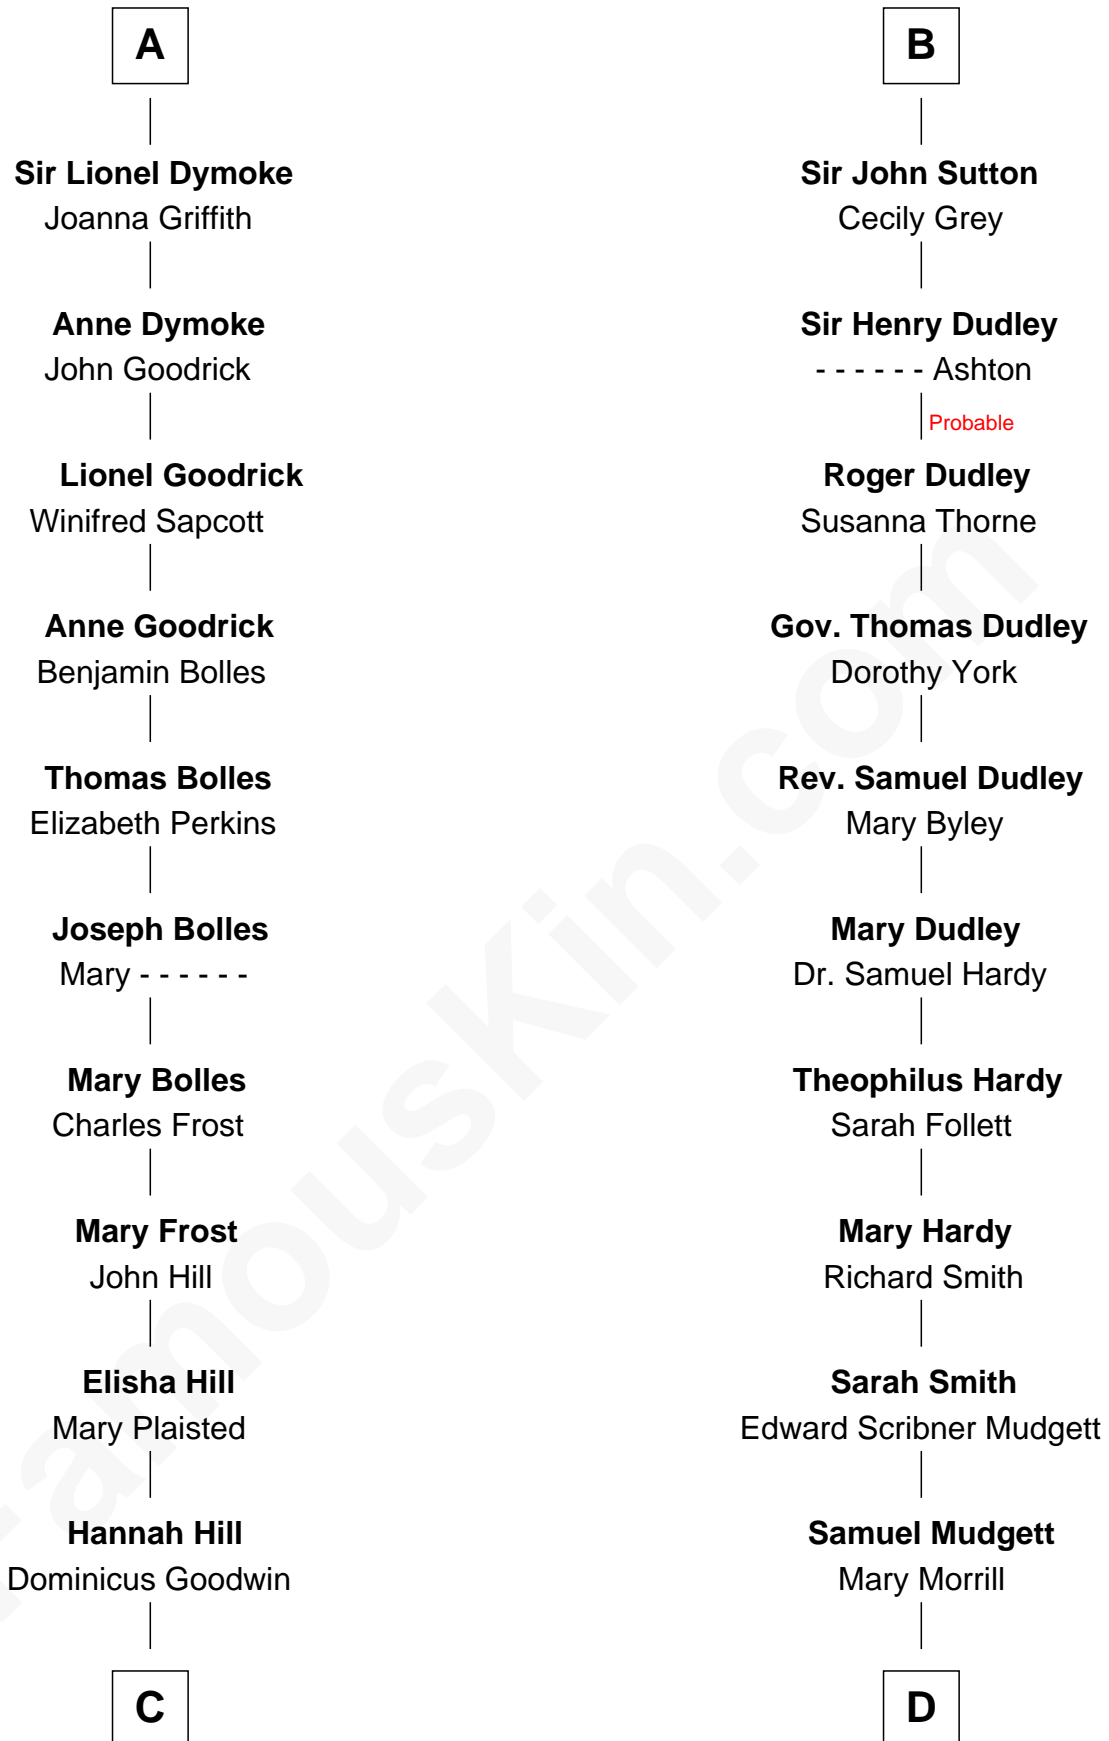 A
Sir Lionel Dymoke
Joanna Griffith
Anne Dymoke
John Goodrick
Lionel Goodrick
Winifred Sapcott
Anne Goodrick
Benjamin Bolles
Thomas Bolles
Elizabeth Perkins
Joseph Bolles
Mary - - - - - -
Mary Bolles
Charles Frost
Mary Frost
John Hill
Elisha Hill
Mary Plaisted
Hannah Hill
Dominicus Goodwin
C
B
Sir John Sutton
Cecily Grey
Sir Henry Dudley
- - - - - - Ashton
Probable
Roger Dudley
Susanna Thorne
Gov. Thomas Dudley
Dorothy York
Rev. Samuel Dudley
Mary Byley
Mary Dudley
Dr. Samuel Hardy
Theophilus Hardy
Sarah Follett
Mary Hardy
Richard Smith
Sarah Smith
Edward Scribner Mudgett
Samuel Mudgett
Mary Morrill
D
FamousKin.com